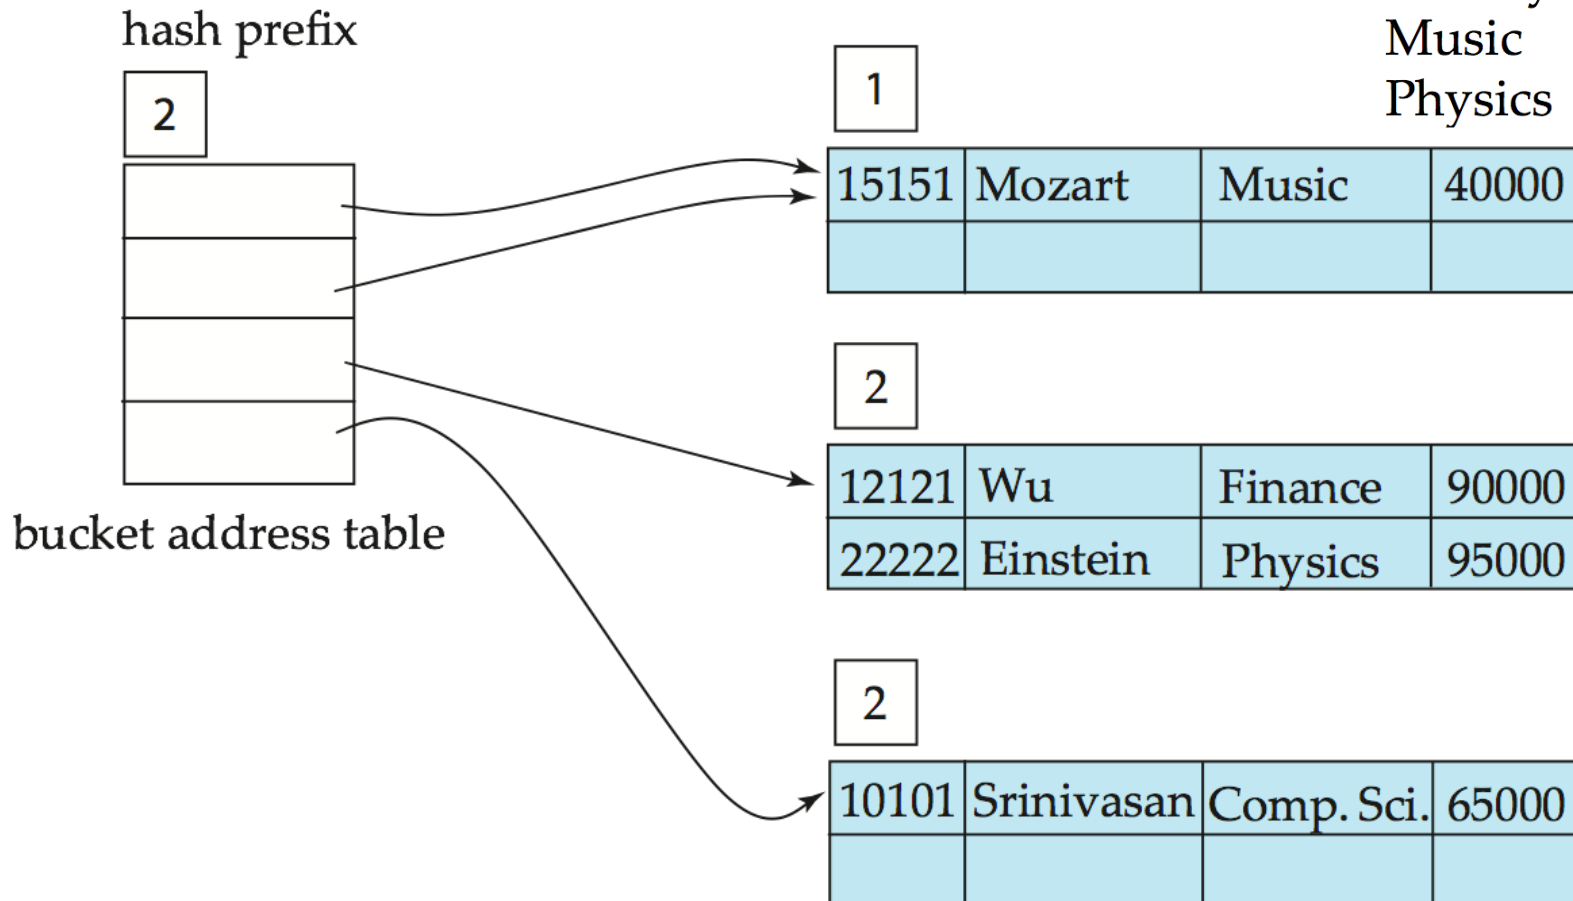 hash prefix
2
bucket address table
Music
Physics
1
15151 Mozart Music 40000
2
12121 Wu Finance 90000
22222 Einstein Physics 95000
2
10101 Srinivasan Comp. Sci. 65000